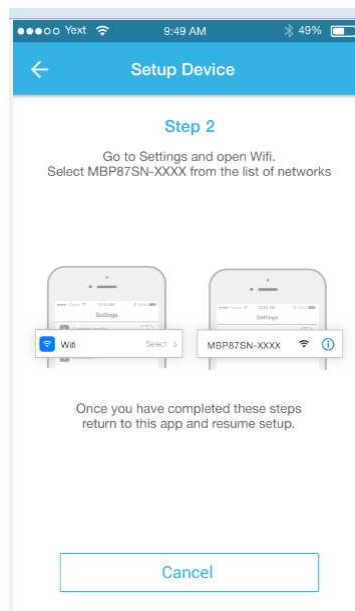 Yext 9:49 AM 49%
Setup Device
Step 2
Go to Settings and open Wifi.
Select MBP87SN-XXXX from the list of networks
Settings
Settings
Wifi Select >
MBP87SN-XXXX
Once you have completed these steps
return to this app and resume setup.
Cancel